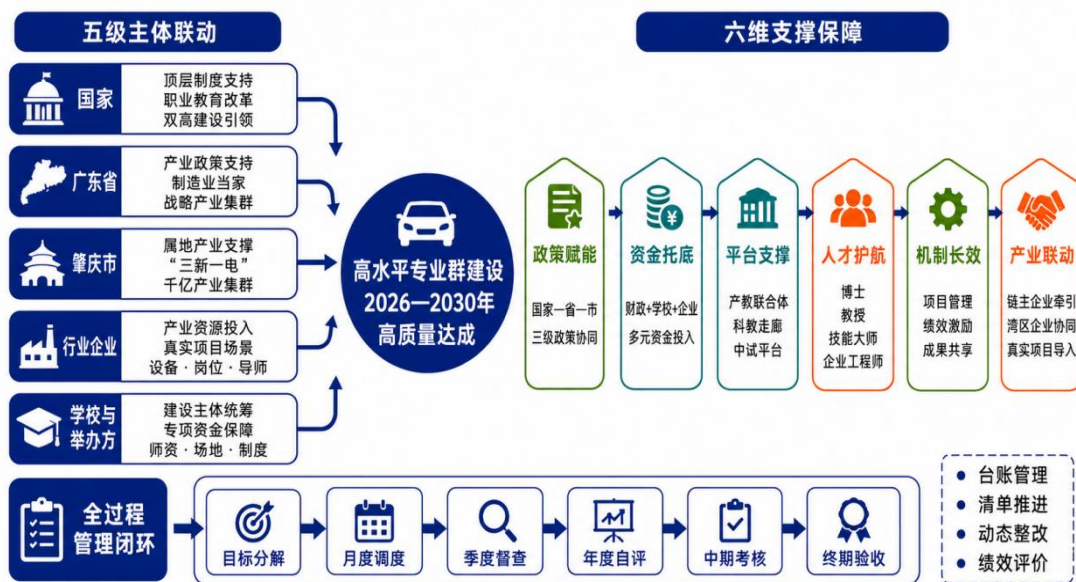 五级主体联动
国家
顶层制度支持
职业教育改革
双高建设引领
广东省
产业政策支持
制造业当家
战略产业集群
肇庆市
属地产业支撑
“三新一电”
千亿产业集群
行业企业
产业资源投入
真实项目场景
设备·岗位·导师
学校与
举办方
建设主体统筹
专项资金保障
师资·场地·制度
高水平专业群建设
2026—2030年
高质量达成
六维支撑保障
政策赋能
国家一省一市
三级政策协同
¥
资金托底
财政+学校+企业
多元资金投入
平台支撑
产教联合体
科教走廊
中试平台
人才护航
博士
教授
技能大师
企业工程师
机制长效
项目管理
绩效激励
成果共享
产业联动
链主企业牵引
湾区企业协同
真实项目导入
全过程
管理闭环
目标分解
月度调度
季度督查
年度自评
中期考核
终期验收
• 台账管理
• 清单推进
• 动态整改
• 绩效评价